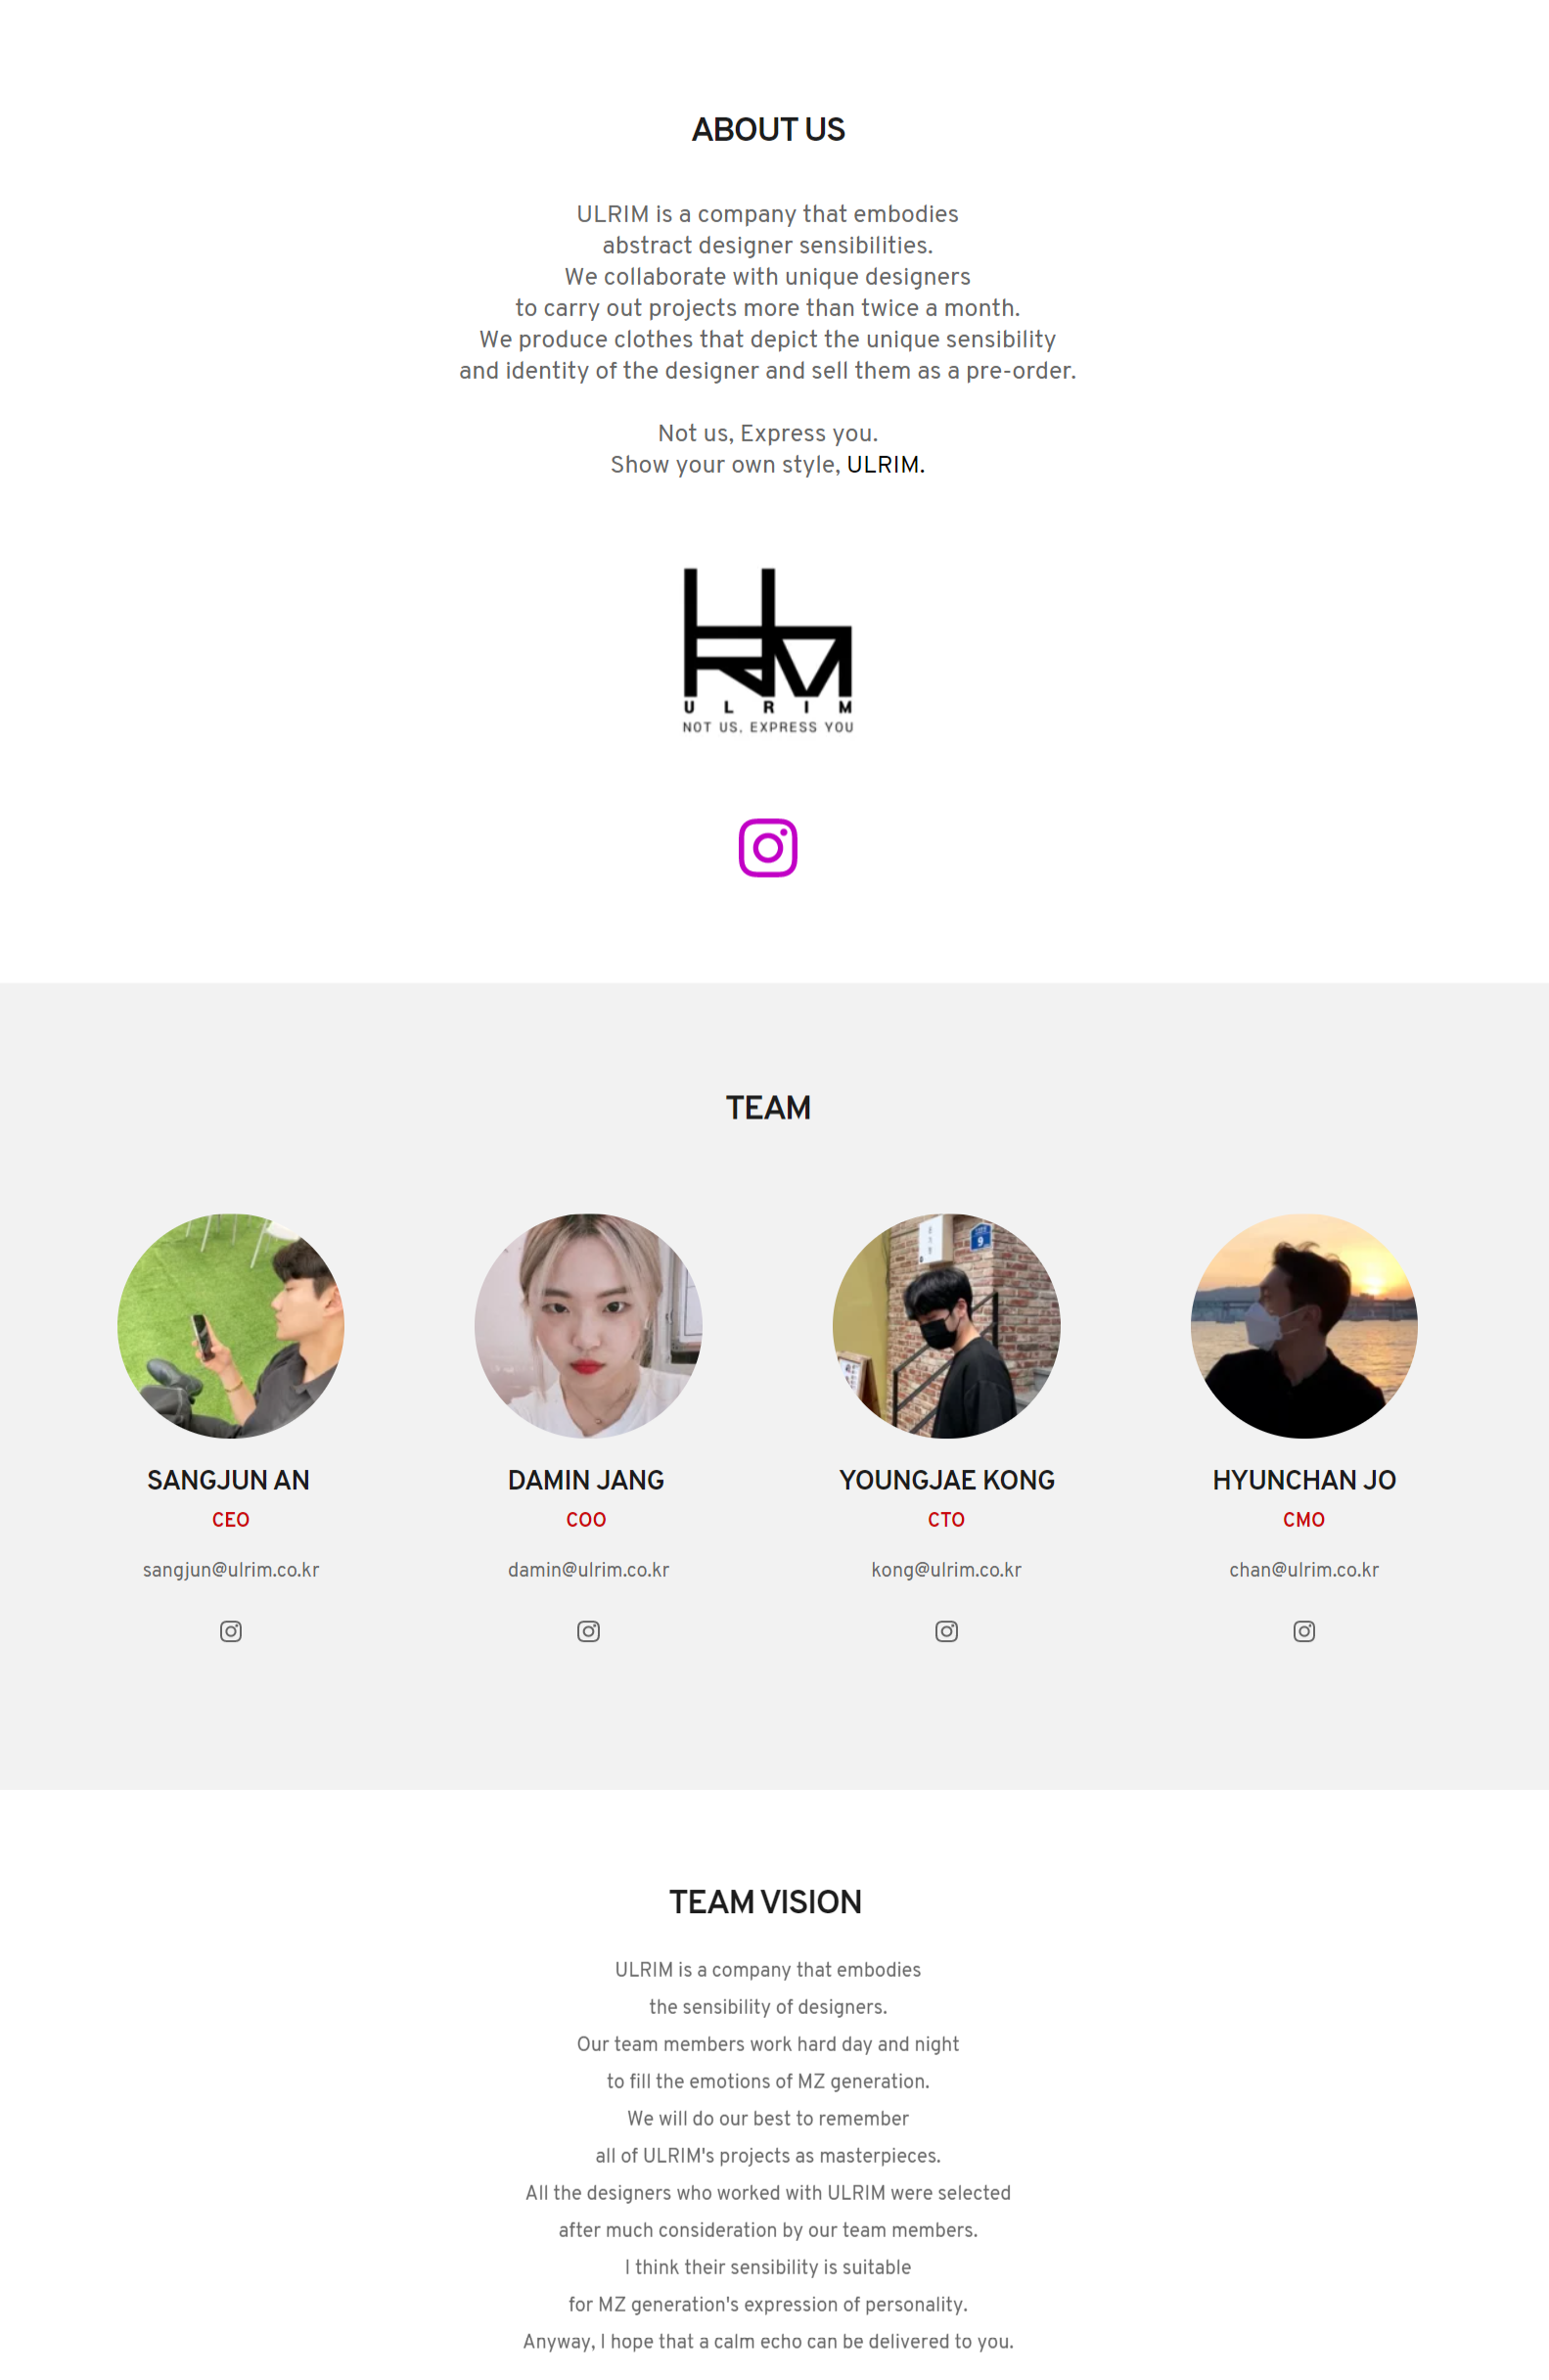 ABOUT US
ULRIM is a company that embodies
abstract designer sensibilities.
We collaborate with unique designers
to carry out projects more than twice a month.
We produce clothes that depict the unique sensibility
and identity of the designer and sell them as a pre-order.
Not us, Express you.
Show your own style, ULRIM.
ULRIM
NOT US, EXPRESS YOU
TEAM
9
SANGJUN AN
CEO
sangjun@ulrim.co.kr
DAMIN JANG
COO
damin@ulrim.co.kr
YOUNGJAE KONG
CTO
kong@ulrim.co.kr
HYUNCHAN JO
CMO
chan@ulrim.co.kr
TEAM VISION
ULRIM is a company that embodies
the sensibility of designers.
Our team members work hard day and night
to fill the emotions of MZ generation.
We will do our best to remember
all of ULRIM's projects as masterpieces.
All the designers who worked with ULRIM were selected
after much consideration by our team members.
I think their sensibility is suitable
for MZ generation's expression of personality.
Anyway, I hope that a calm echo can be delivered to you.